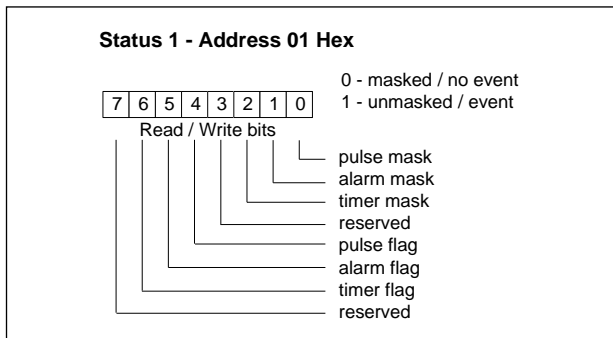 Status 1 - Address 01 Hex
0 - masked / no event
1 - unmasked / event
7 6 5 4 3 2 1 0
Read / Write bits
pulse mask
alarm mask
timer mask
reserved
pulse flag
alarm flag
timer flag
reserved